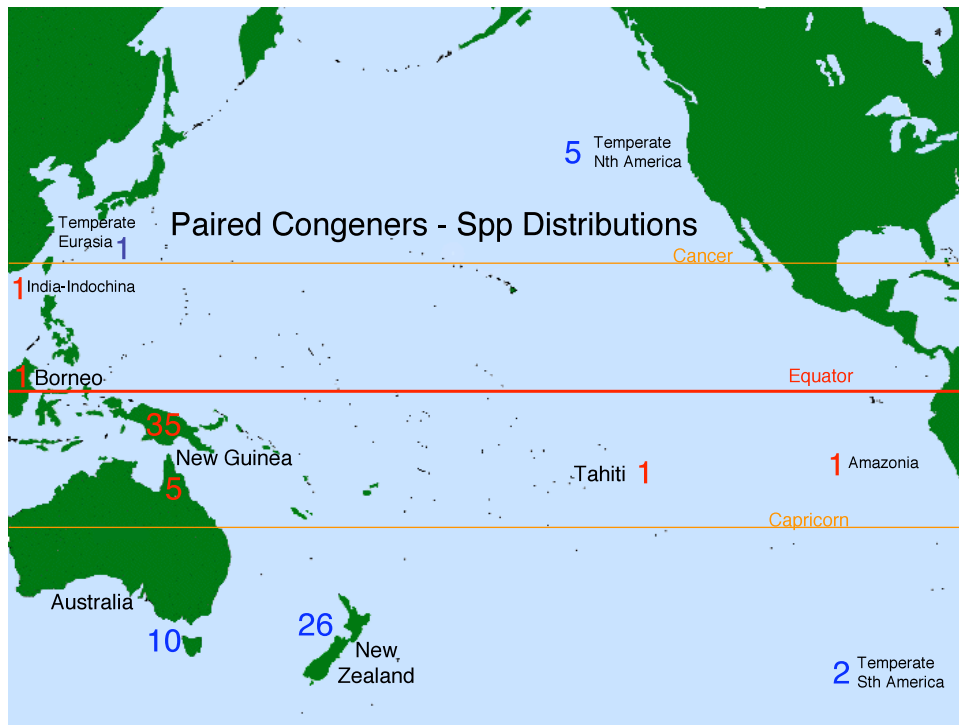 5 Temperate
Nth America
Paired Congeners - Spp Distributions
Temperate
Eurasia 1
Cancer
1 India-Indochina
1 Borneo
Equator
35
New Guinea
5
Tahiti 1
1 Amazonia
Capricorn
Australia
10
26
New
Zealand
2 Temperate
Sth America